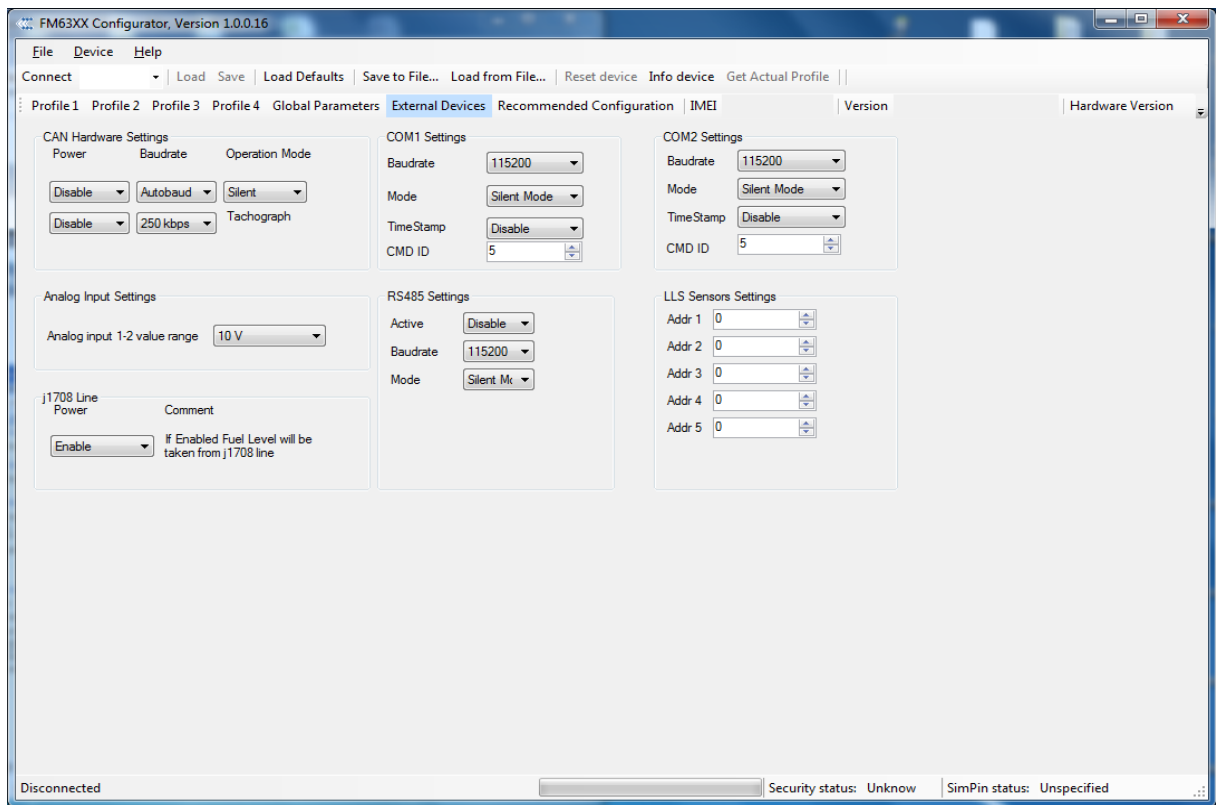 FM63XX Configurator, Version 1.0.0.16
File Device Help
Connect Load Save Load Defaults Save to File... Load from File... Reset device Info device Get Actual Profile
Profile 1 Profile 2 Profile 3 Profile 4 Global Parameters External Devices Recommended Configuration IMEI Version Hardware Version
CAN Hardware Settings
Power Baudrate Operation Mode
Disable Autobaud Silent
Disable 250 kbps Tachograph
COM1 Settings
Baudrate 115200
Mode Silent Mode
TimeStamp Disable
CMD ID 5
COM2 Settings
Baudrate 115200
Mode Silent Mode
TimeStamp Disable
CMD ID 5
Analog Input Settings
Analog input 1-2 value range 10 V
RS485 Settings
Active Disable
Baudrate 115200
Mode Silent Mc
LLS Sensors Settings
Addr 1 0
Addr 2 0
Addr 3 0
Addr 4 0
Addr 5 0
j1708 Line
Power Comment
Enable If Enabled Fuel Level will be
taken from j1708 line
Disconnected Security status: Unknow SimPin status: Unspecified